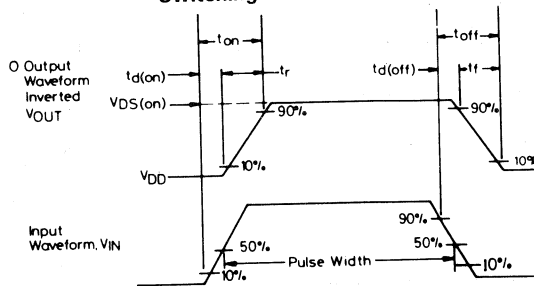 ton
toff
O Output
Waveform
Inverted
VOUT
td(on)
tr
td(off)
tf
VDS(on)
90%
90%
10%
10%
VDD
Input
Waveform, VIN
90%
50%
50%
Pulse Width
10%
10%